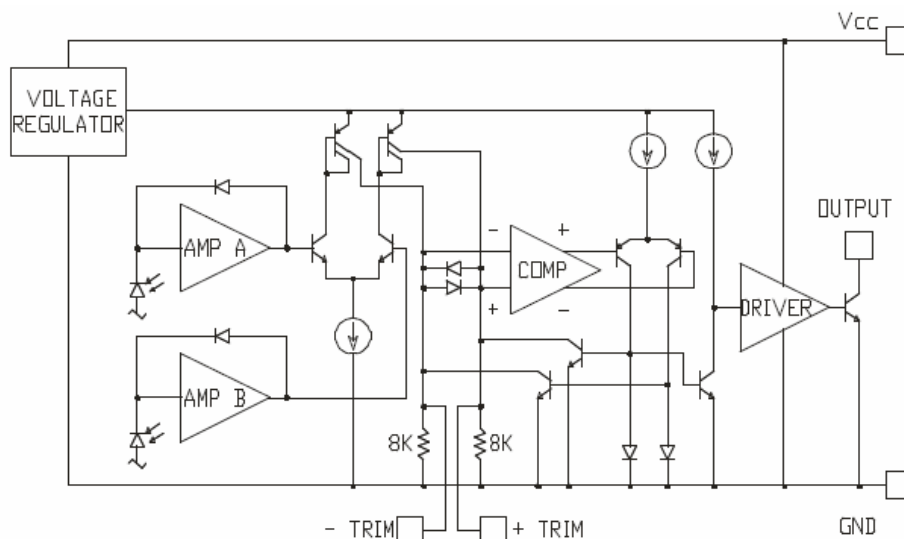 Vcc
VOLTAGE
REGULATOR
OUTPUT
AMP A
-
+
COMP
+
-
DRIVER
AMP B
8K
8K
- TRIM
+ TRIM
GND